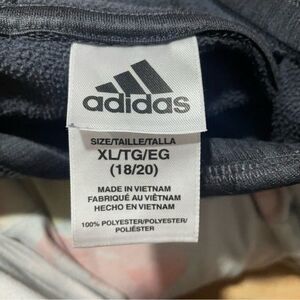 adidas
SIZE/TAILLE/TALLA
XL/TG/EG
(18/20)
MADE IN VIETNAM
FABRIQUÉ AU VIÊTNAM
HECHO EN VIETNAM
100% POLYESTER/POLYESTER/
POLIÉSTER